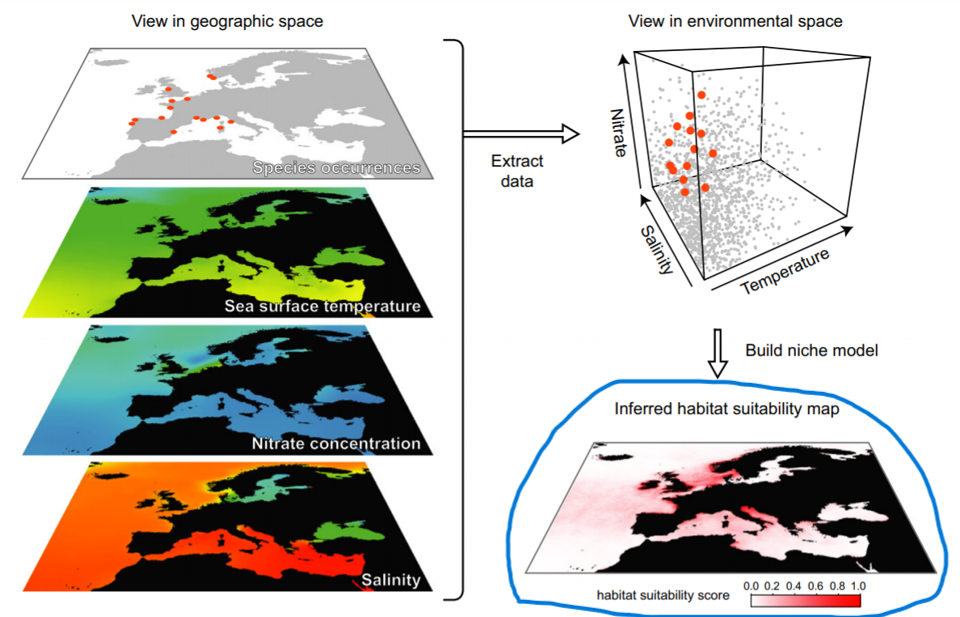 View in geographic space
Species occurrences
Sea surface temperature
Nitrate concentration
Salinity
Extract
data
View in environmental space
Nitrate
Salinity
Temperature
Build niche model
Inferred habitat suitability map
habitat suitability score
0.0 0.2 0.4 0.6 0.8 1.0